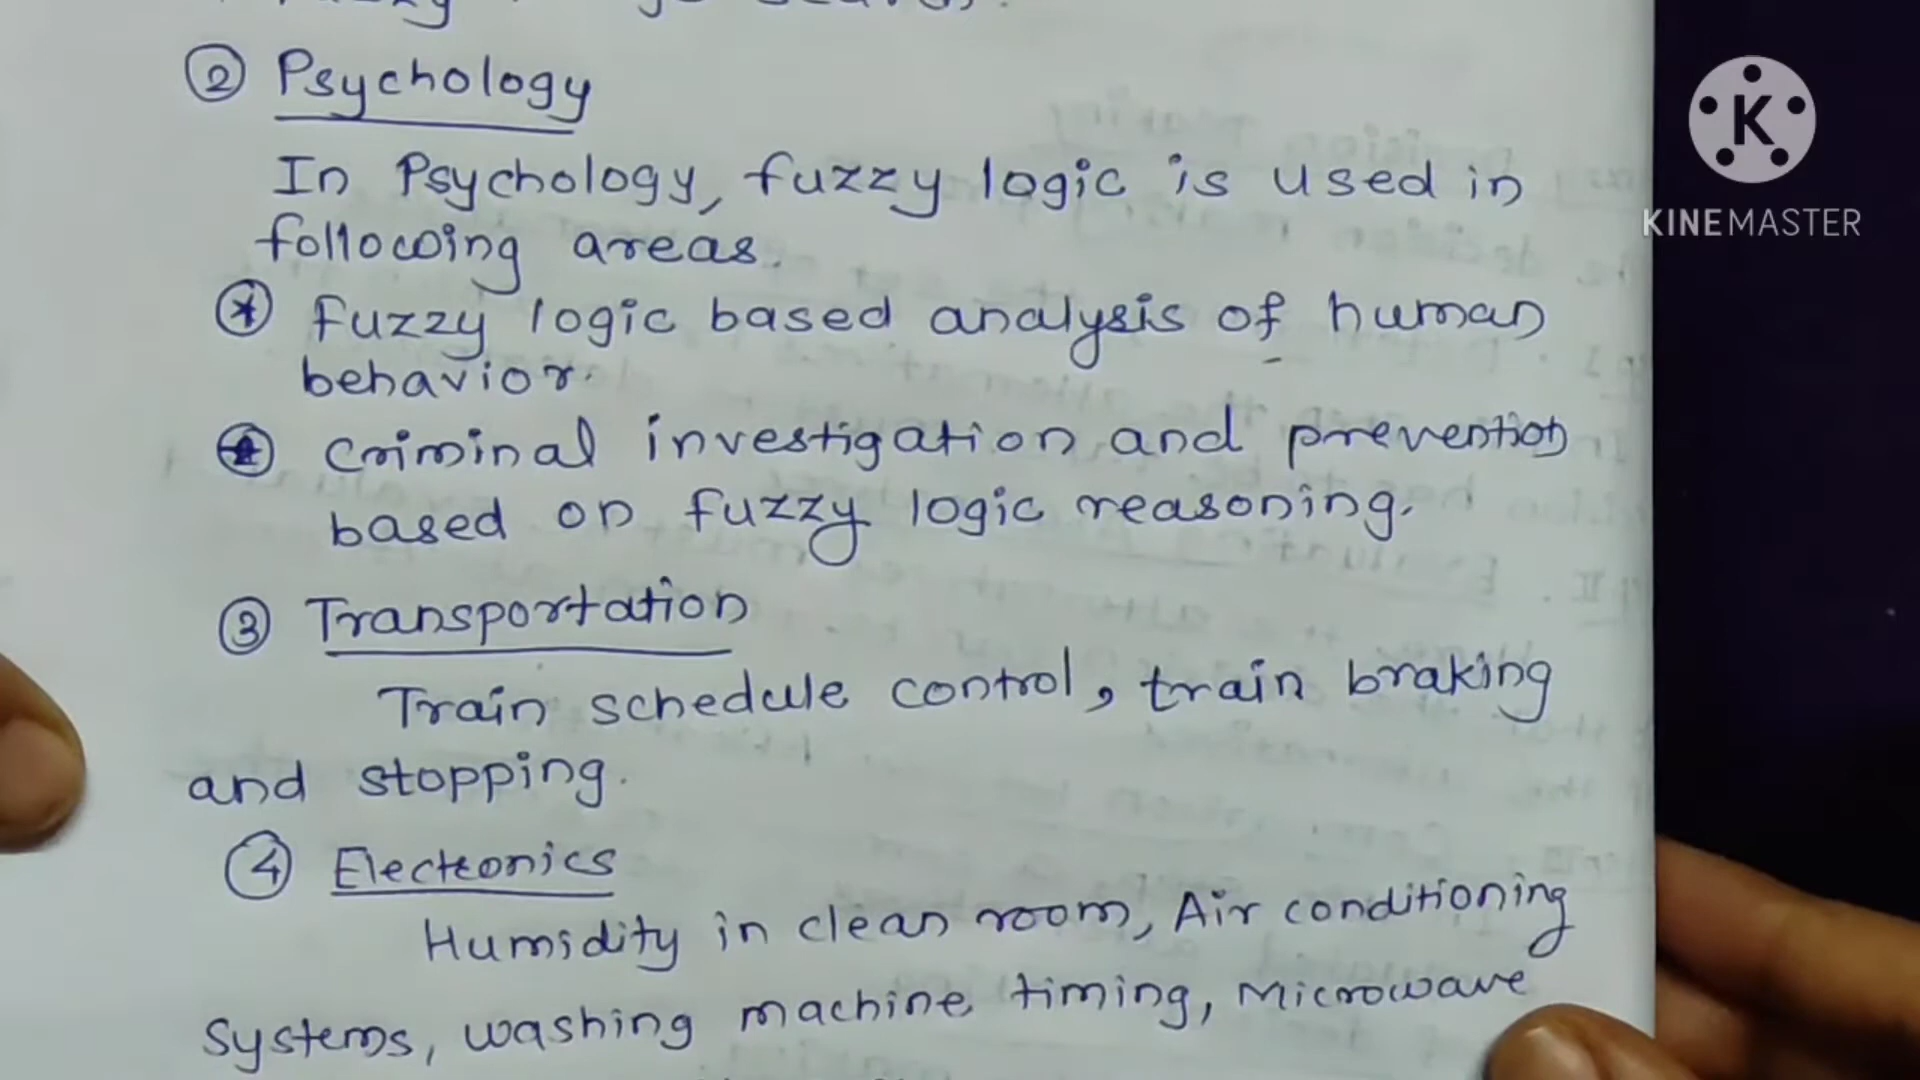 ② Psychology
In Psychology, fuzzy logic is used in
following areas.
fuzzy logic based analysis of human
behavior.
Criminal investigation and prevention
based on fuzzy logic reasoning.
③ Transportation
Train schedule control, train braking
and stopping.
④ Electronics
Humidity in clean room, Air conditioning
Systems, washing machine timing, Microwave
KINEMASTER